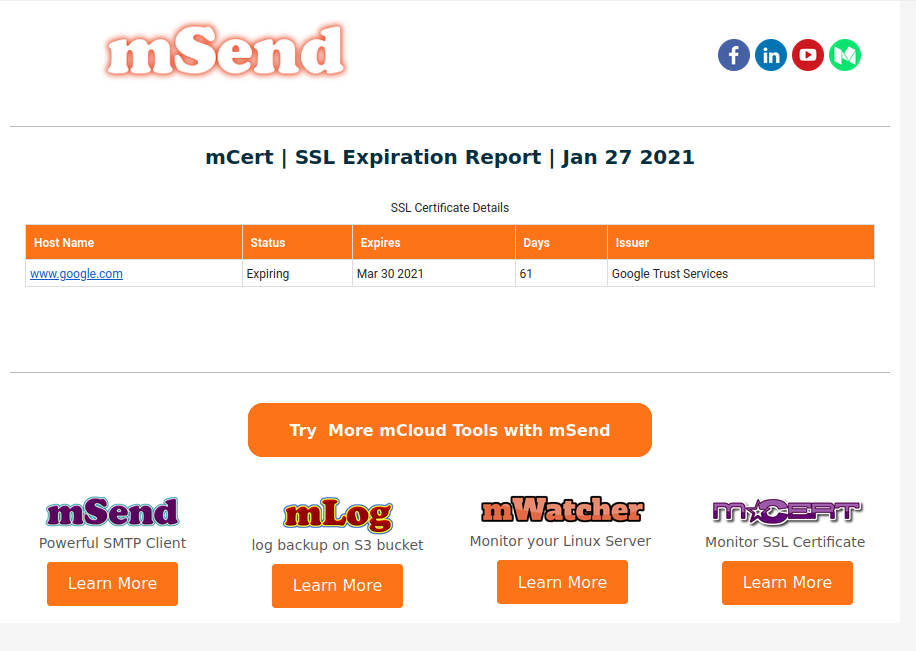 mSend
mCert | SSL Expiration Report | Jan 27 2021
SSL Certificate Details
Host Name Status Expires Days Issuer
www.google.com Expiring Mar 30 2021 61 Google Trust Services
Try More mCloud Tools with mSend
mSend mLog mWatcher mCERT
Powerful SMTP Client log backup on S3 bucket Monitor your Linux Server Monitor SSL Certificate
Learn More Learn More Learn More Learn More